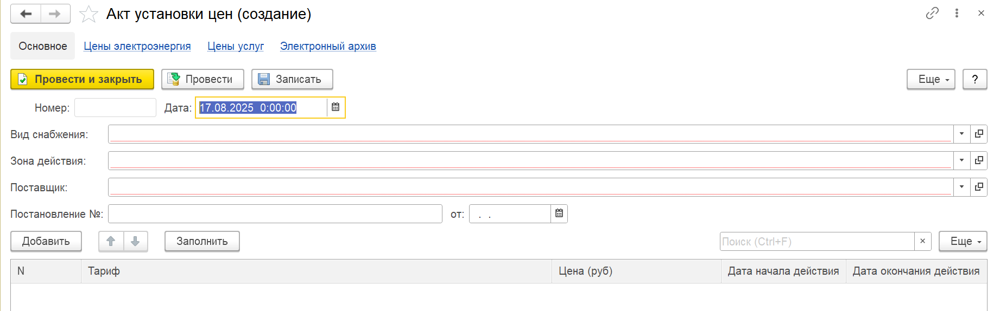 Акт установки цен (создание)
Основное Цены электроэнергия Цены услуг Электронный архив
Провести и закрыть Провести Записать Еще ?
Номер: Дата: 17.08.2025 0:00:00
Вид снабжения:
Зона действия:
Поставщик:
Постановление №: от: . .
Добавить Заполнить Поиск (Ctrl+F) × Еще
N Тариф Цена (руб) Дата начала действия Дата окончания действия